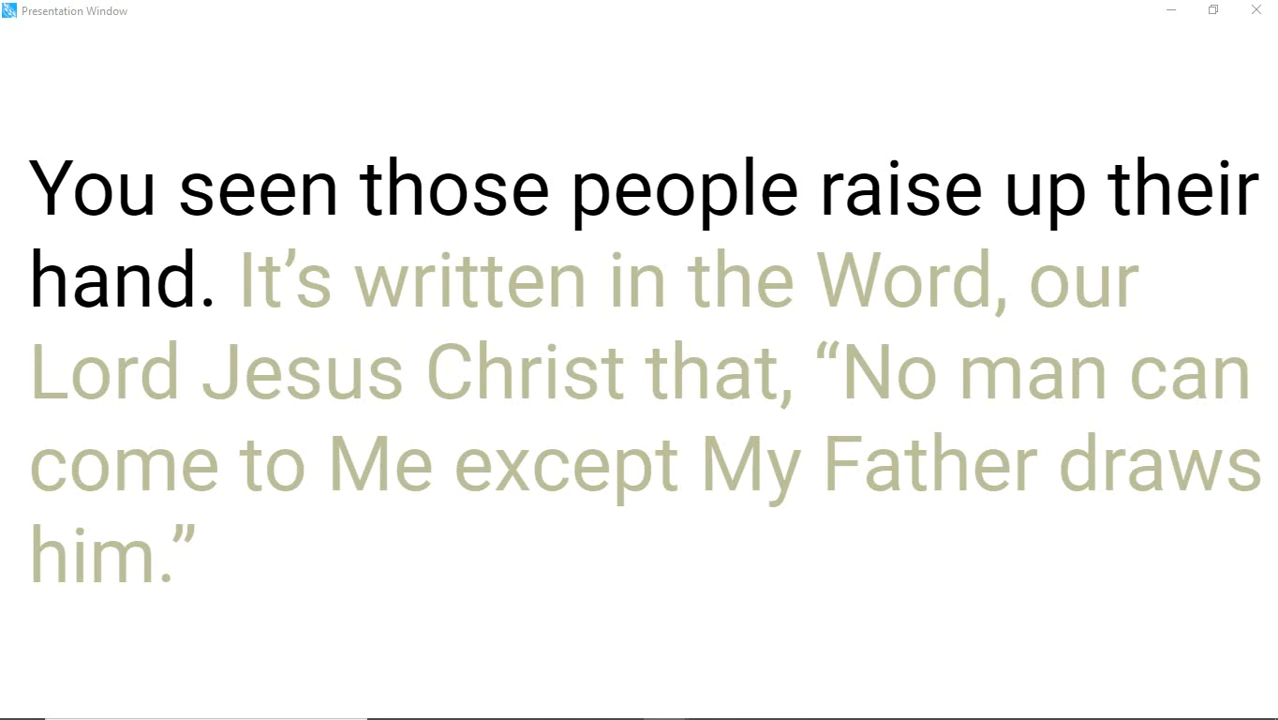 Presentation Window
You seen those people raise up their
hand. It’s written in the Word, our
Lord Jesus Christ that, “No man can
come to Me except My Father draws
him.”